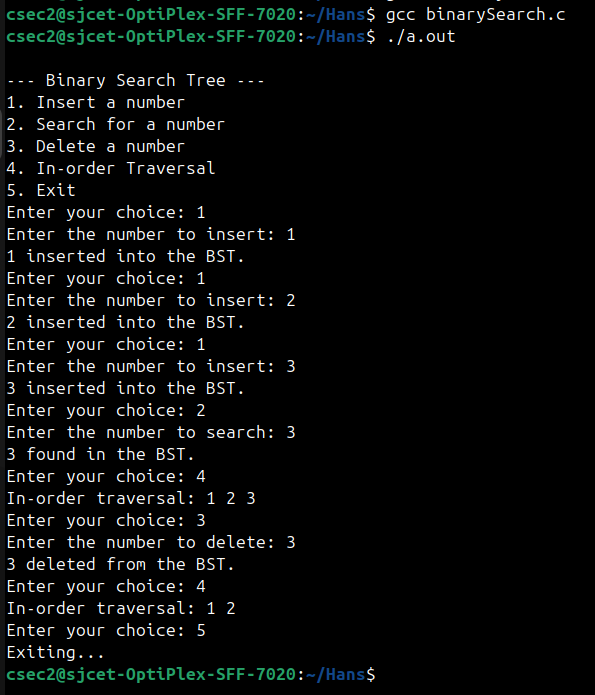 csec2@sjcet-OptiPlex-SFF-7020:~/Hans$ gcc binarySearch.c
csec2@sjcet-OptiPlex-SFF-7020:~/Hans$ ./a.out
--- Binary Search Tree ---
1. Insert a number
2. Search for a number
3. Delete a number
4. In-order Traversal
5. Exit
Enter your choice: 1
Enter the number to insert: 1
1 inserted into the BST.
Enter your choice: 1
Enter the number to insert: 2
2 inserted into the BST.
Enter your choice: 1
Enter the number to insert: 3
3 inserted into the BST.
Enter your choice: 2
Enter the number to search: 3
3 found in the BST.
Enter your choice: 4
In-order traversal: 1 2 3
Enter your choice: 3
Enter the number to delete: 3
3 deleted from the BST.
Enter your choice: 4
In-order traversal: 1 2
Enter your choice: 5
Exiting...
csec2@sjcet-OptiPlex-SFF-7020:~/Hans$